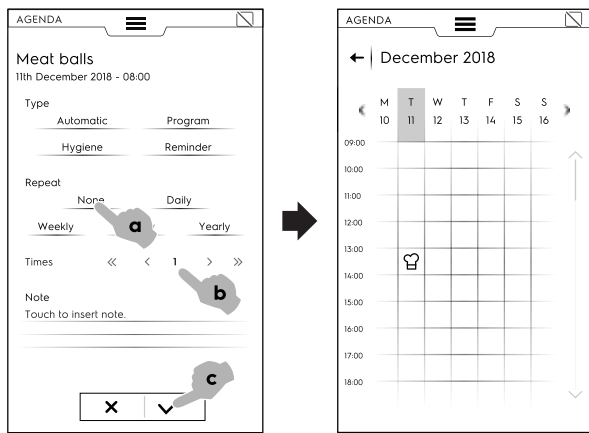 AGENDA
Meat balls
11th December 2018 - 08:00
Type
Automatic Program
Hygiene Reminder
Repeat
None Daily
a
Weekly Yearly
Times « < 1 > »
b
Note
Touch to insert note.
c
AGENDA
December 2018
M T W T F S S
10 11 12 13 14 15 16
09:00
10:00
11:00
12:00
13:00
14:00
15:00
16:00
17:00
18:00